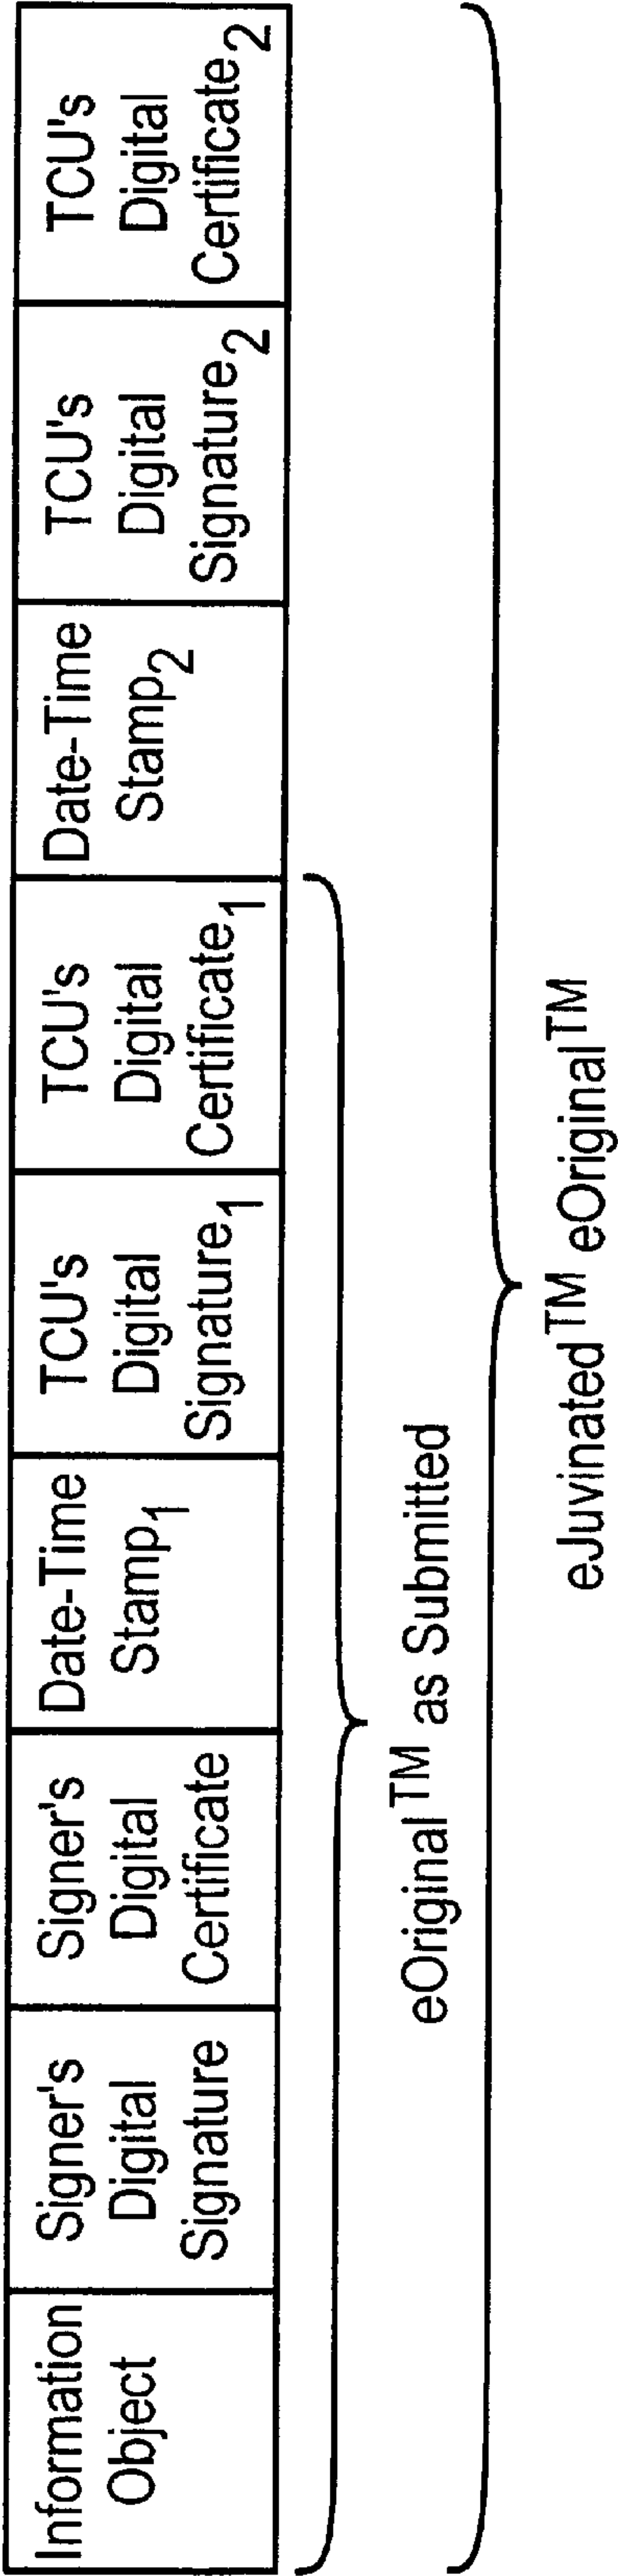 Information
Object
Signer's
Digital
Signature
Signer's
Digital
Certificate
Date-Time
Stamp1
TCU's
Digital
Signature1
TCU's
Digital
Certificate1
Date-Time
Stamp2
TCU's
Digital
Signature2
TCU's
Digital
Certificate2
eOriginal™ as Submitted
eJuvinated™ eOriginal™